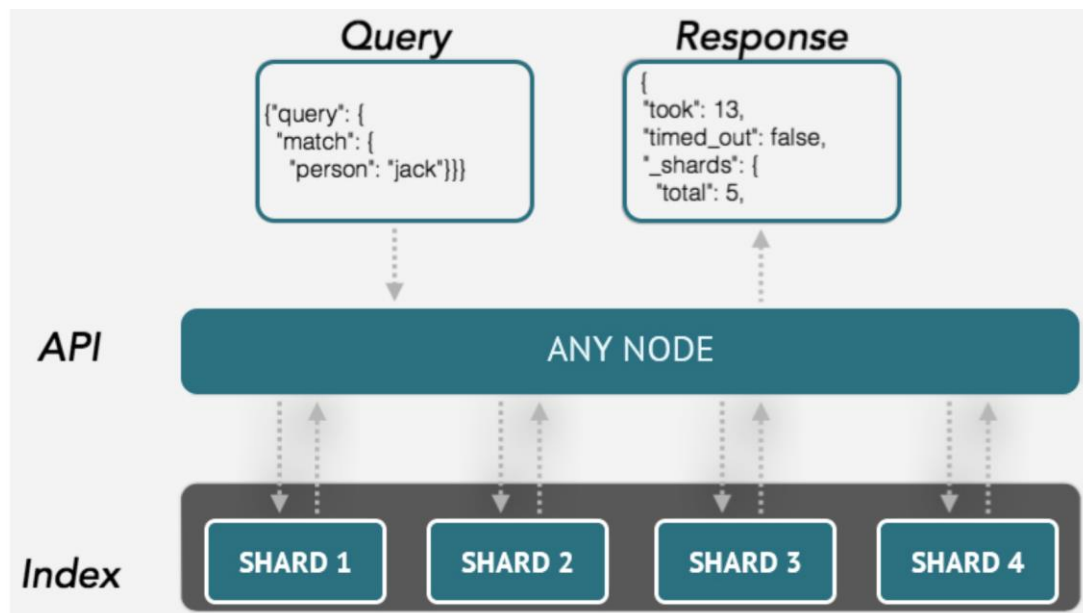 Query
Response
{"query": {
"match": {
"person": "jack"}}}
{
"took": 13,
"timed_out": false,
"_shards": {
"total": 5,
API
ANY NODE
Index
SHARD 1
SHARD 2
SHARD 3
SHARD 4